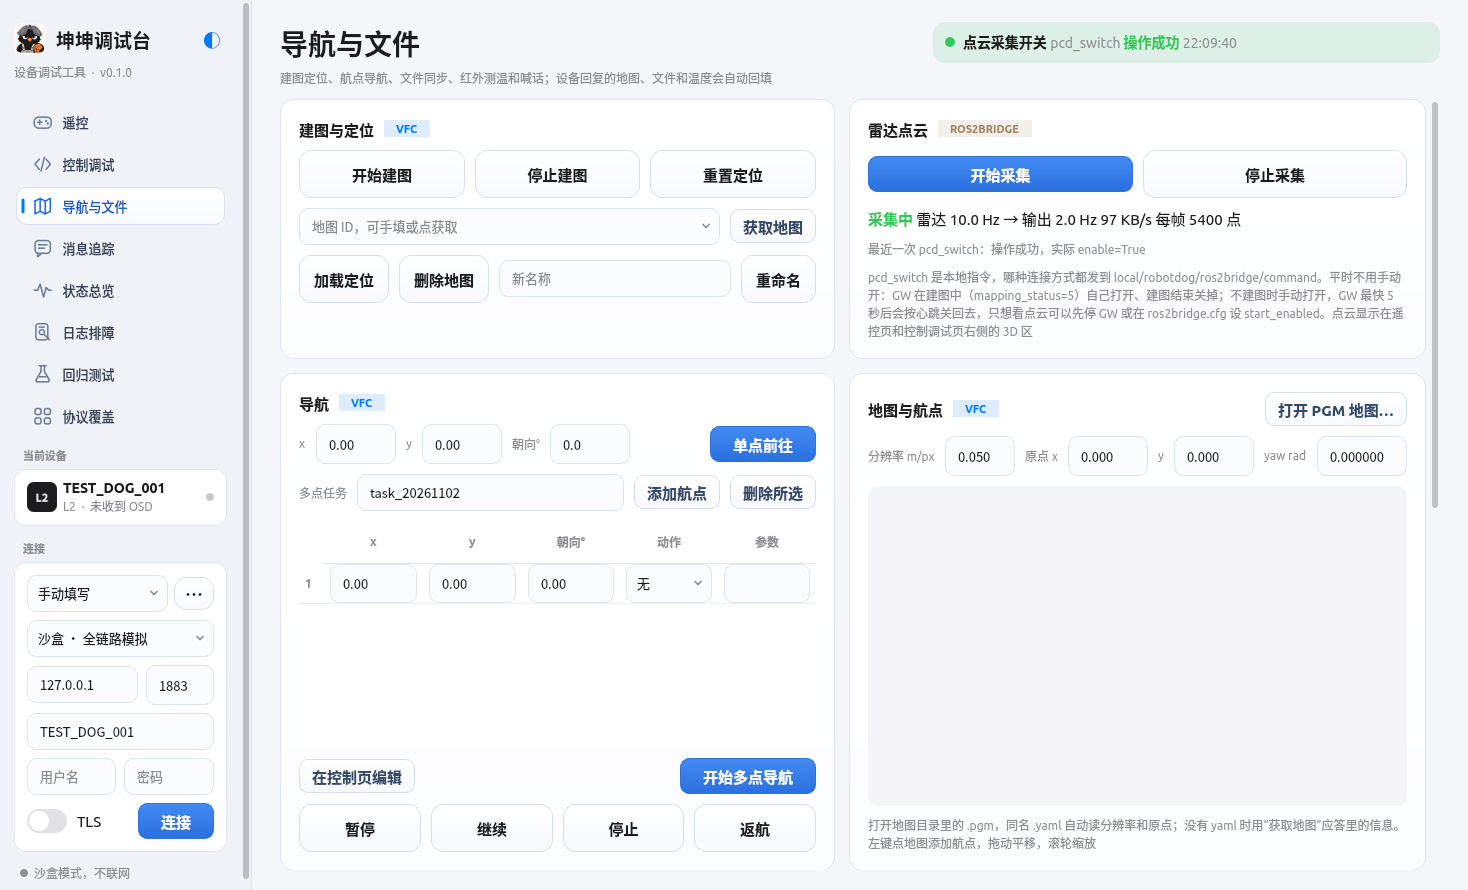 坤坤调试台
设备调试工具 · v0.1.0
遥控
控制调试
导航与文件
消息追踪
状态总览
日志排障
回归测试
协议覆盖
当前设备
L2
TEST_DOG_001
L2 · 未收到 OSD
连接
手动填写
沙盒 · 全链路模拟
127.0.0.1 1883
TEST_DOG_001
用户名 密码
TLS 连接
沙盒模式，不联网
导航与文件
建图定位、航点导航、文件同步、红外测温和喊话；设备回复的地图、文件和温度会自动回填
点云采集开关 pcd_switch 操作成功 22:09:40
建图与定位 VFC
开始建图 停止建图 重置定位
地图 ID，可手填或点获取 获取地图
加载定位 删除地图 新名称 重命名
雷达点云 ROS2BRIDGE
开始采集 停止采集
采集中 雷达 10.0 Hz → 输出 2.0 Hz 97 KB/s 每帧 5400 点
最近一次 pcd_switch：操作成功，实际 enable=True
pcd_switch 是本地指令，哪种连接方式都发到 local/robotdog/ros2bridge/command。平时不用手动
开：GW 在建图中（mapping_status=5）自己打开、建图结束关掉；不建图时手动打开，GW 最快 5
秒后会按心跳关回去，只想看点云可以先停 GW 或在 ros2bridge.cfg 设 start_enabled。点云显示在遥
控页和控制调试页右侧的 3D 区
导航 VFC
x 0.00 y 0.00 朝向° 0.0 单点前往
多点任务 task_20261102 添加航点 删除所选
x y 朝向° 动作 参数
1 0.00 0.00 0.00 无
在控制页编辑 开始多点导航
暂停 继续 停止 返航
地图与航点 VFC 打开 PGM 地图...
分辨率 m/px 0.050 原点 x 0.000 y 0.000 yaw rad 0.000000
打开地图目录里的 .pgm，同名 .yaml 自动读分辨率和原点；没有 yaml 时用“获取地图”应答里的信息。
左键点地图添加航点，拖动平移，滚轮缩放